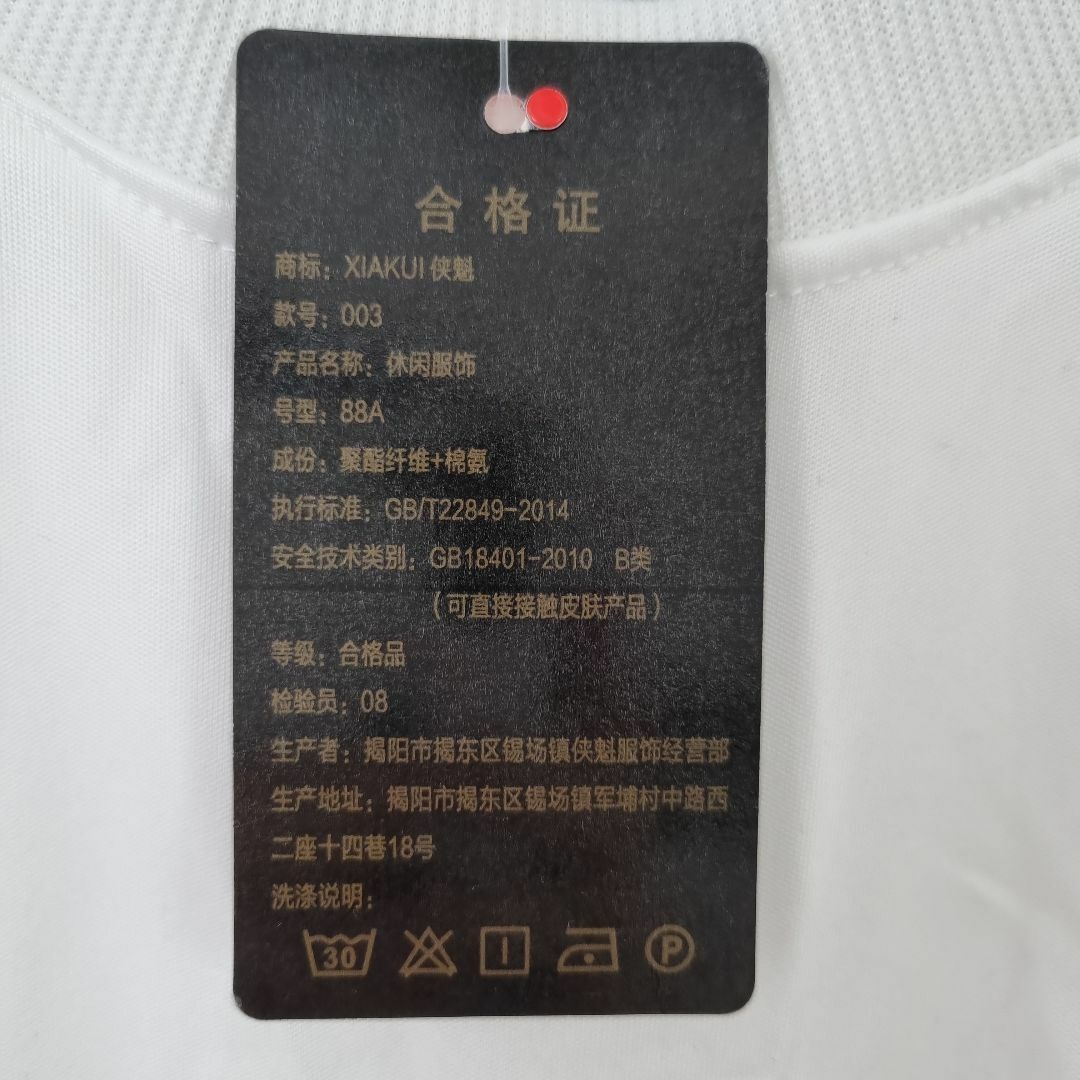 合格证
商标：XIAKUI 侠魁
款号：003
产品名称：休闲服饰
号型：88A
成份：聚酯纤维+棉氨
执行标准：GB/T22849-2014
安全技术类别：GB18401-2010 B类
（可直接接触皮肤产品）
等级：合格品
检验员：08
生产者：揭阳市揭东区锡场镇侠魁服饰经营部
生产地址：揭阳市揭东区锡场镇军埔村中路西
二座十四巷18号
洗涤说明：
30 P